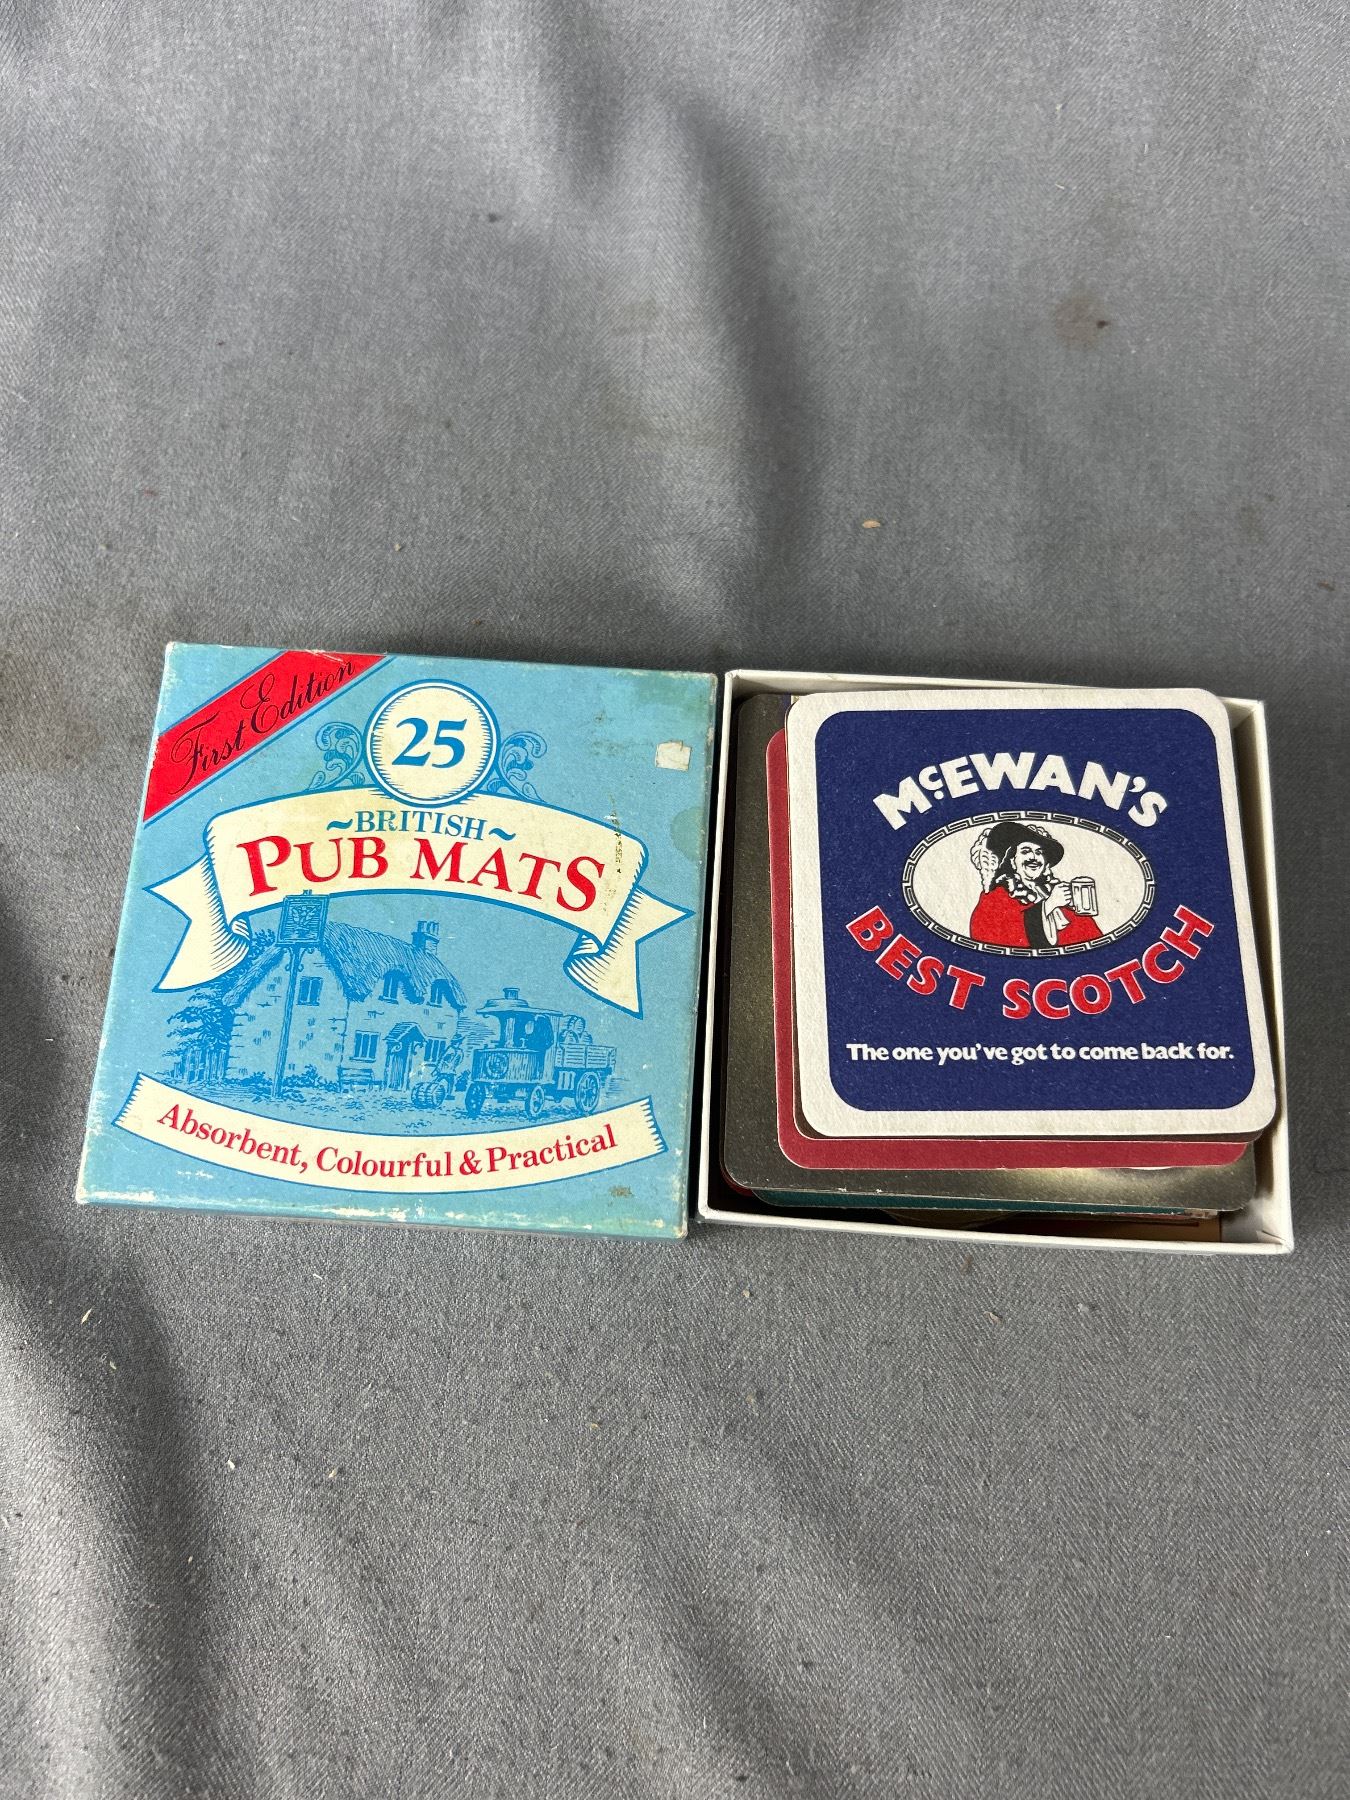 First Edition
25
~BRITISH~
PUB MATS
Absorbent, Colourful & Practical
McEWAN'S
BEST SCOTCH
The one you've got to come back for.